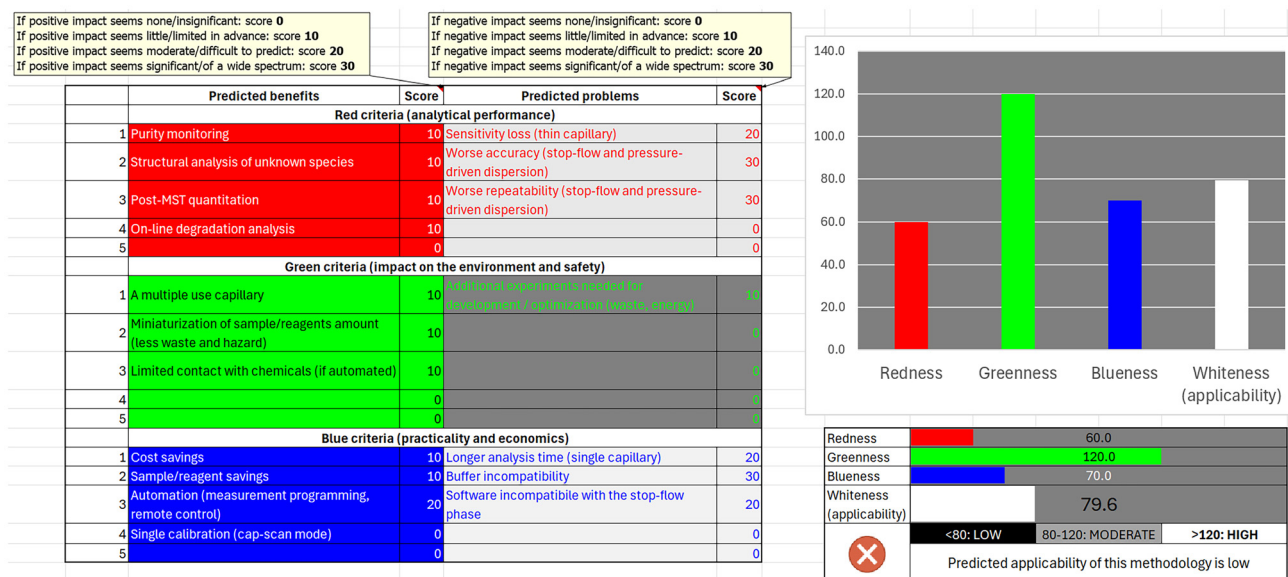 If positive impact seems none/insignificant: score 0
If positive impact seems little/limited in advance: score 10
If positive impact seems moderate/difficult to predict: score 20
If positive impact seems significant/of a wide spectrum: score 30
If negative impact seems none/insignificant: score 0
If negative impact seems little/limited in advance: score 10
If negative impact seems moderate/difficult to predict: score 20
If negative impact seems significant/of a wide spectrum: score 30
Predicted benefits Score Predicted problems Score
Red criteria (analytical performance)
1 Purity monitoring 10 Sensitivity loss (thin capillary) 20
2 Structural analysis of unknown species 10 Worse accuracy (stop-flow and pressure-
driven dispersion) 30
3 Post-MST quantitation 10 Worse repeatability (stop-flow and pressure-
driven dispersion) 30
4 On-line degradation analysis 10 0
5 0 0
Green criteria (impact on the environment and safety)
1 A multiple use capillary 10 Additional experiments needed for
development / optimization (waste, energy) 10
2 Miniaturization of sample/reagents amount
(less waste and hazard) 10 0
3 Limited contact with chemicals (if automated) 10 0
4 0 0
5 0 0
Blue criteria (practicality and economics)
1 Cost savings 10 Longer analysis time (single capillary) 20
2 Sample/reagent savings 10 Buffer incompatibility 30
3 Automation (measurement programming,
remote control) 20 Software incompatibile with the stop-flow
phase 20
4 Single calibration (cap-scan mode) 0 0
5 0 0
140.0
120.0
100.0
80.0
60.0
40.0
20.0
0.0
Redness Greenness Blueness Whiteness
(applicability)
Redness 60.0
Greenness 120.0
Blueness 70.0
Whiteness
(applicability) 79.6
<80: LOW 80-120: MODERATE >120: HIGH
Predicted applicability of this methodology is low